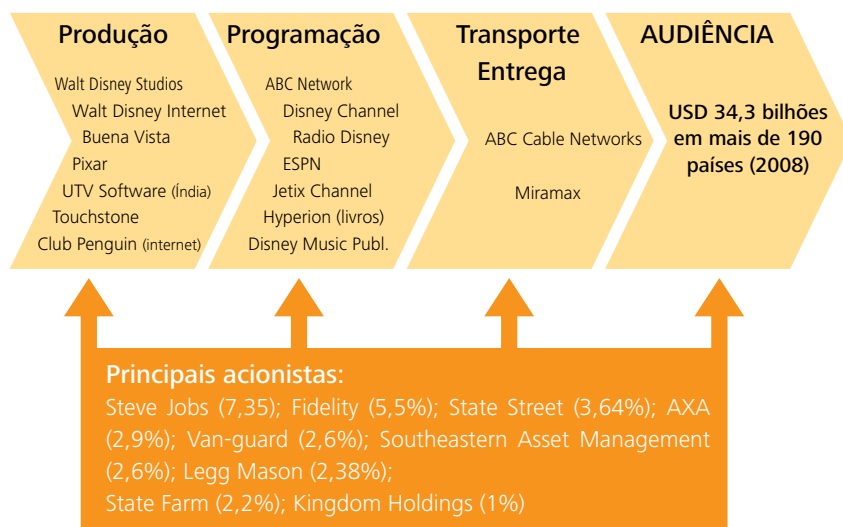 Produção
Walt Disney Studios
Walt Disney Internet
Buena Vista
Pixar
UTV Software (Índia)
Touchstone
Club Penguin (internet)
Programação
ABC Network
Disney Channel
Radio Disney
ESPN
Jetix Channel
Hyperion (livros)
Disney Music Publ.
Transporte
Entrega
ABC Cable Networks
Miramax
AUDIÊNCIA
USD 34,3 bilhões
em mais de 190
países (2008)
Principais acionistas:
Steve Jobs (7,35); Fidelity (5,5%); State Street (3,64%); AXA
(2,9%); Van-guard (2,6%); Southeastern Asset Management
(2,6%); Legg Mason (2,38%);
State Farm (2,2%); Kingdom Holdings (1%)